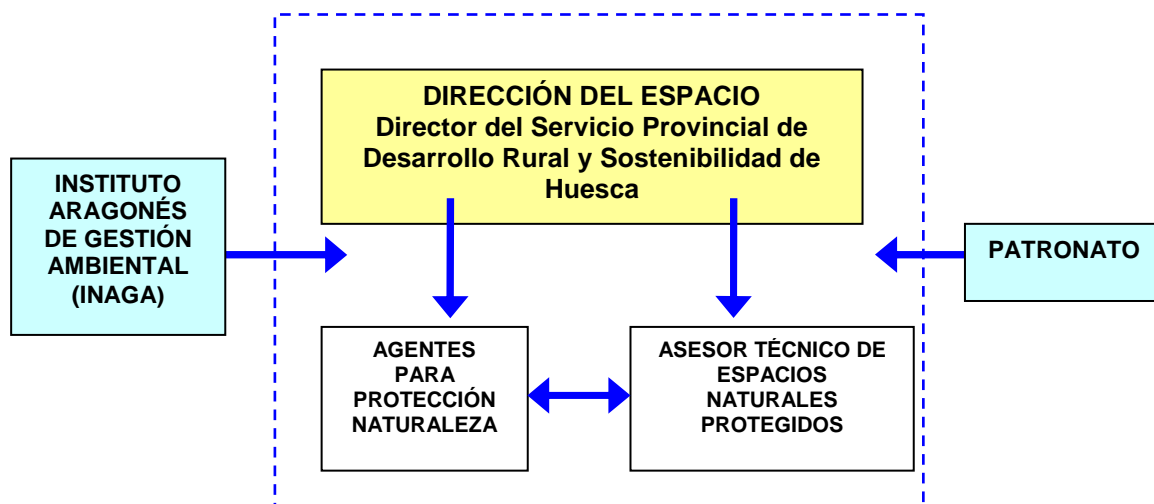 DIRECCIÓN DEL ESPACIO
Director del Servicio Provincial de
Desarrollo Rural y Sostenibilidad de
Huesca
INSTITUTO
ARAGONÉS
DE GESTIÓN
AMBIENTAL
(INAGA)
PATRONATO
AGENTES
PARA
PROTECCIÓN
NATURALEZA
ASESOR TÉCNICO DE
ESPACIOS
NATURALES
PROTEGIDOS